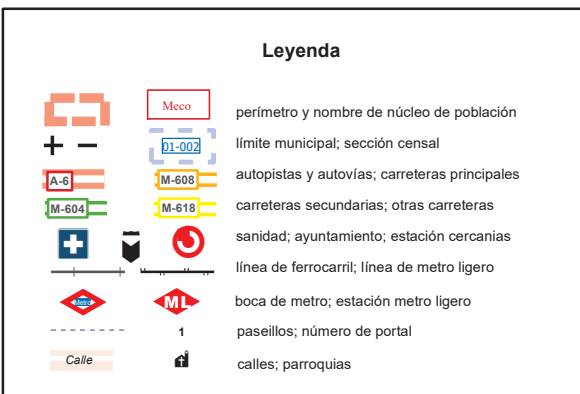 Leyenda
Meco perímetro y nombre de núcleo de población
01-002 límite municipal; sección censal
A-6 M-608 autopistas y autovías; carreteras principales
M-604 M-618 carreteras secundarias; otras carreteras
sanidad; ayuntamiento; estación cercanias
línea de ferrocarril; línea de metro ligero
Metro ML boca de metro; estación metro ligero
1 paseillos; número de portal
Calle calles; parroquias